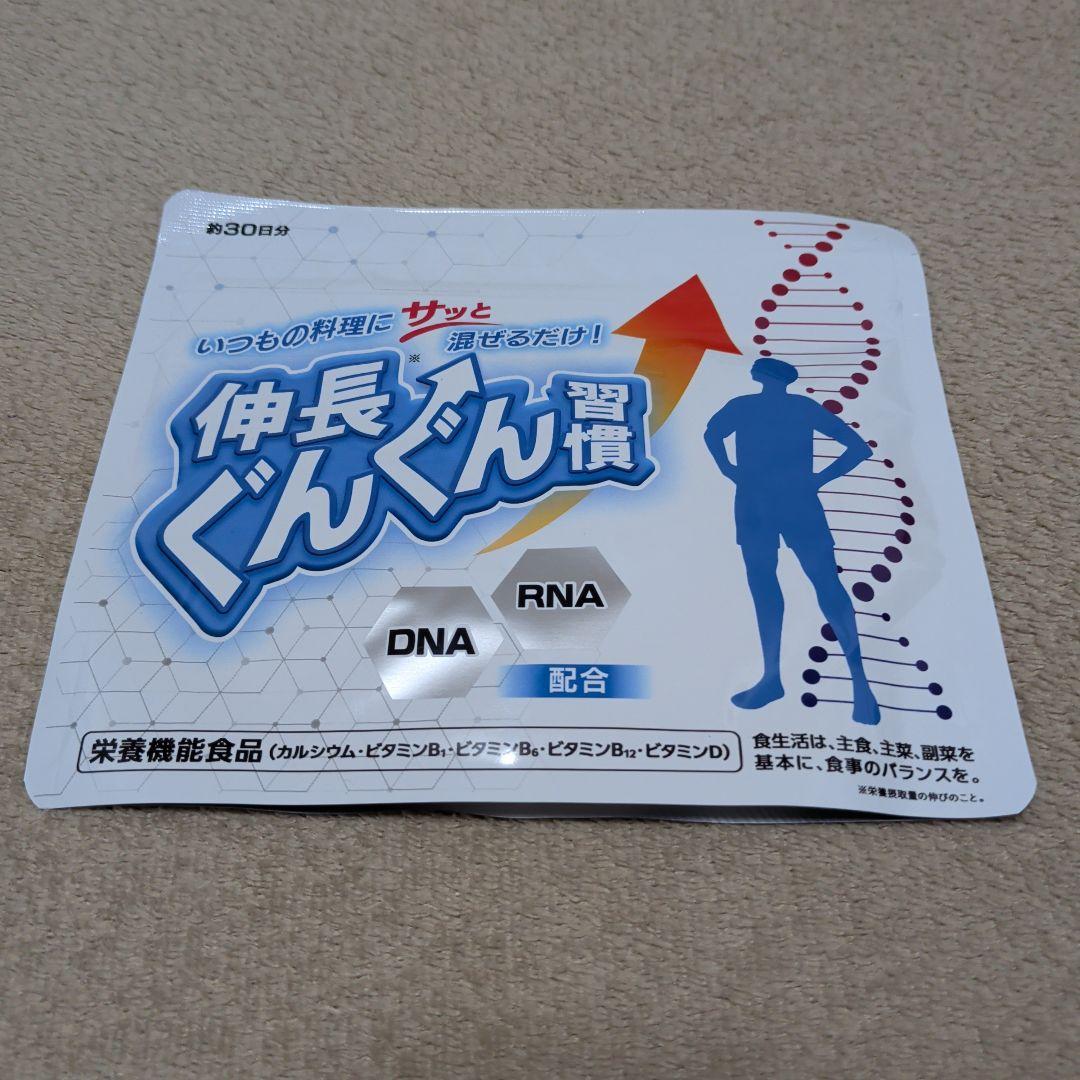 約30日分
いつもの料理に サッと 混ぜるだけ!
伸長※
ぐんぐん習慣
DNA
RNA
配合
栄養機能食品(カルシウム・ビタミンB₁・ビタミンB₆・ビタミンB₁₂・ビタミンD)
食生活は、主食、主菜、副菜を
基本に、食事のバランスを。
※栄養摂取量の伸びのこと。